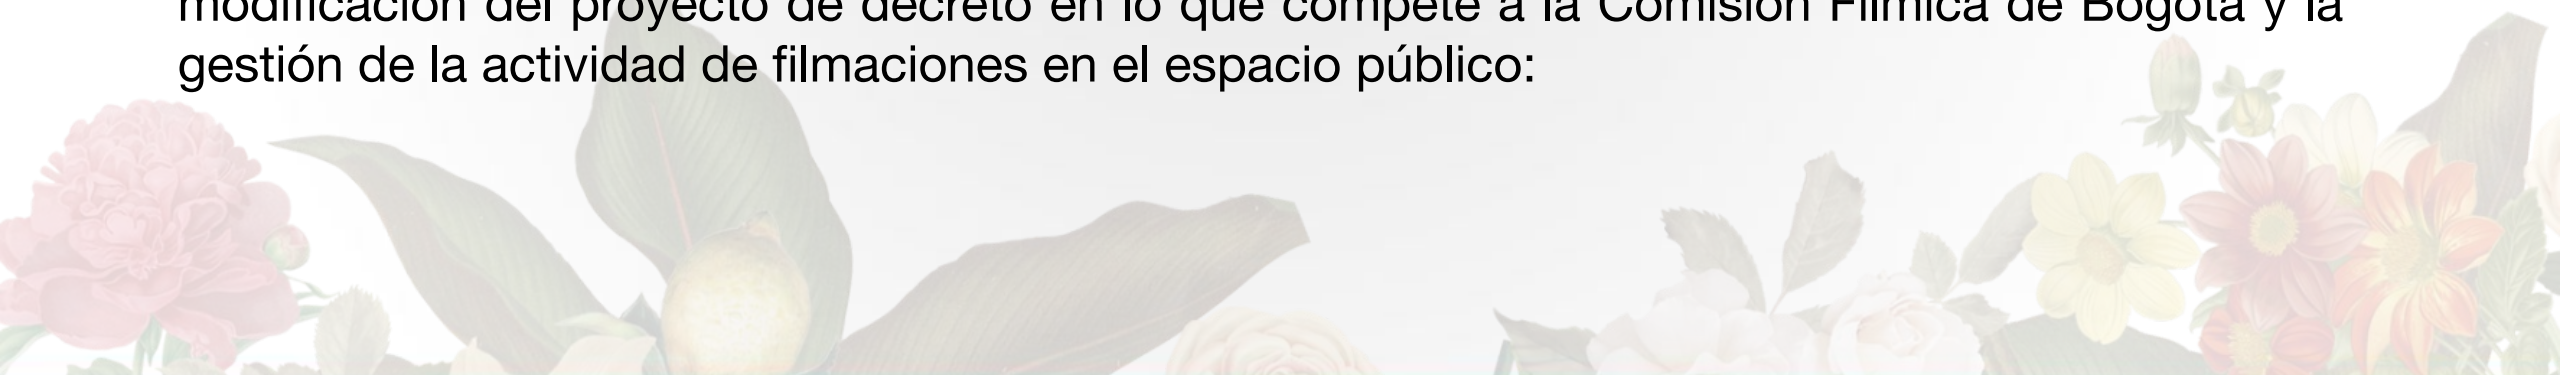 modificación del proyecto de decreto en lo que compete a la Comisión Fílmica de Bogotá y la
gestión de la actividad de filmaciones en el espacio público: